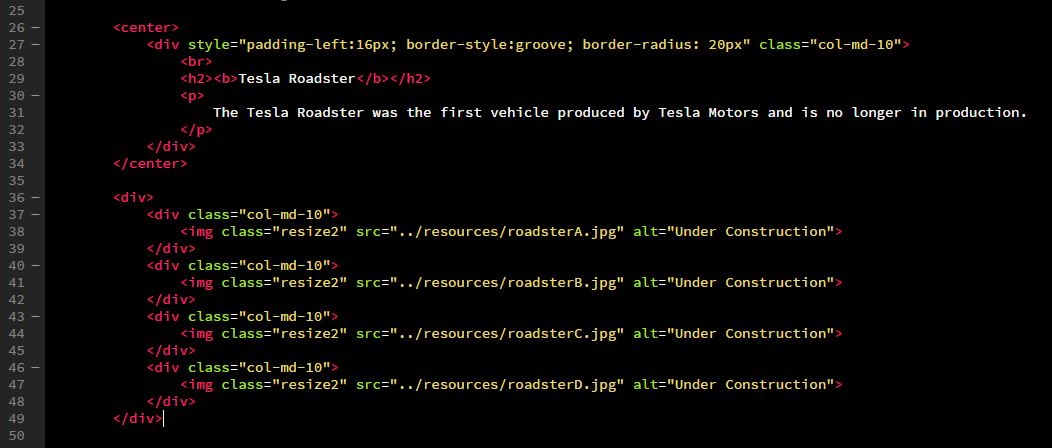 25
26 – <center>
27 – <div style="padding-left:16px; border-style:groove; border-radius: 20px" class="col-md-10">
28 <br>
29 <h2><b>Tesla Roadster</b></h2>
30 – <p>
31 The Tesla Roadster was the first vehicle produced by Tesla Motors and is no longer in production.
32 </p>
33 </div>
34 </center>
35
36 – <div>
37 – <div class="col-md-10">
38 <img class="resize2" src="../resources/roadsterA.jpg" alt="Under Construction">
39 </div>
40 – <div class="col-md-10">
41 <img class="resize2" src="../resources/roadsterB.jpg" alt="Under Construction">
42 </div>
43 – <div class="col-md-10">
44 <img class="resize2" src="../resources/roadsterC.jpg" alt="Under Construction">
45 </div>
46 – <div class="col-md-10">
47 <img class="resize2" src="../resources/roadsterD.jpg" alt="Under Construction">
48 </div>
49 </div>
50